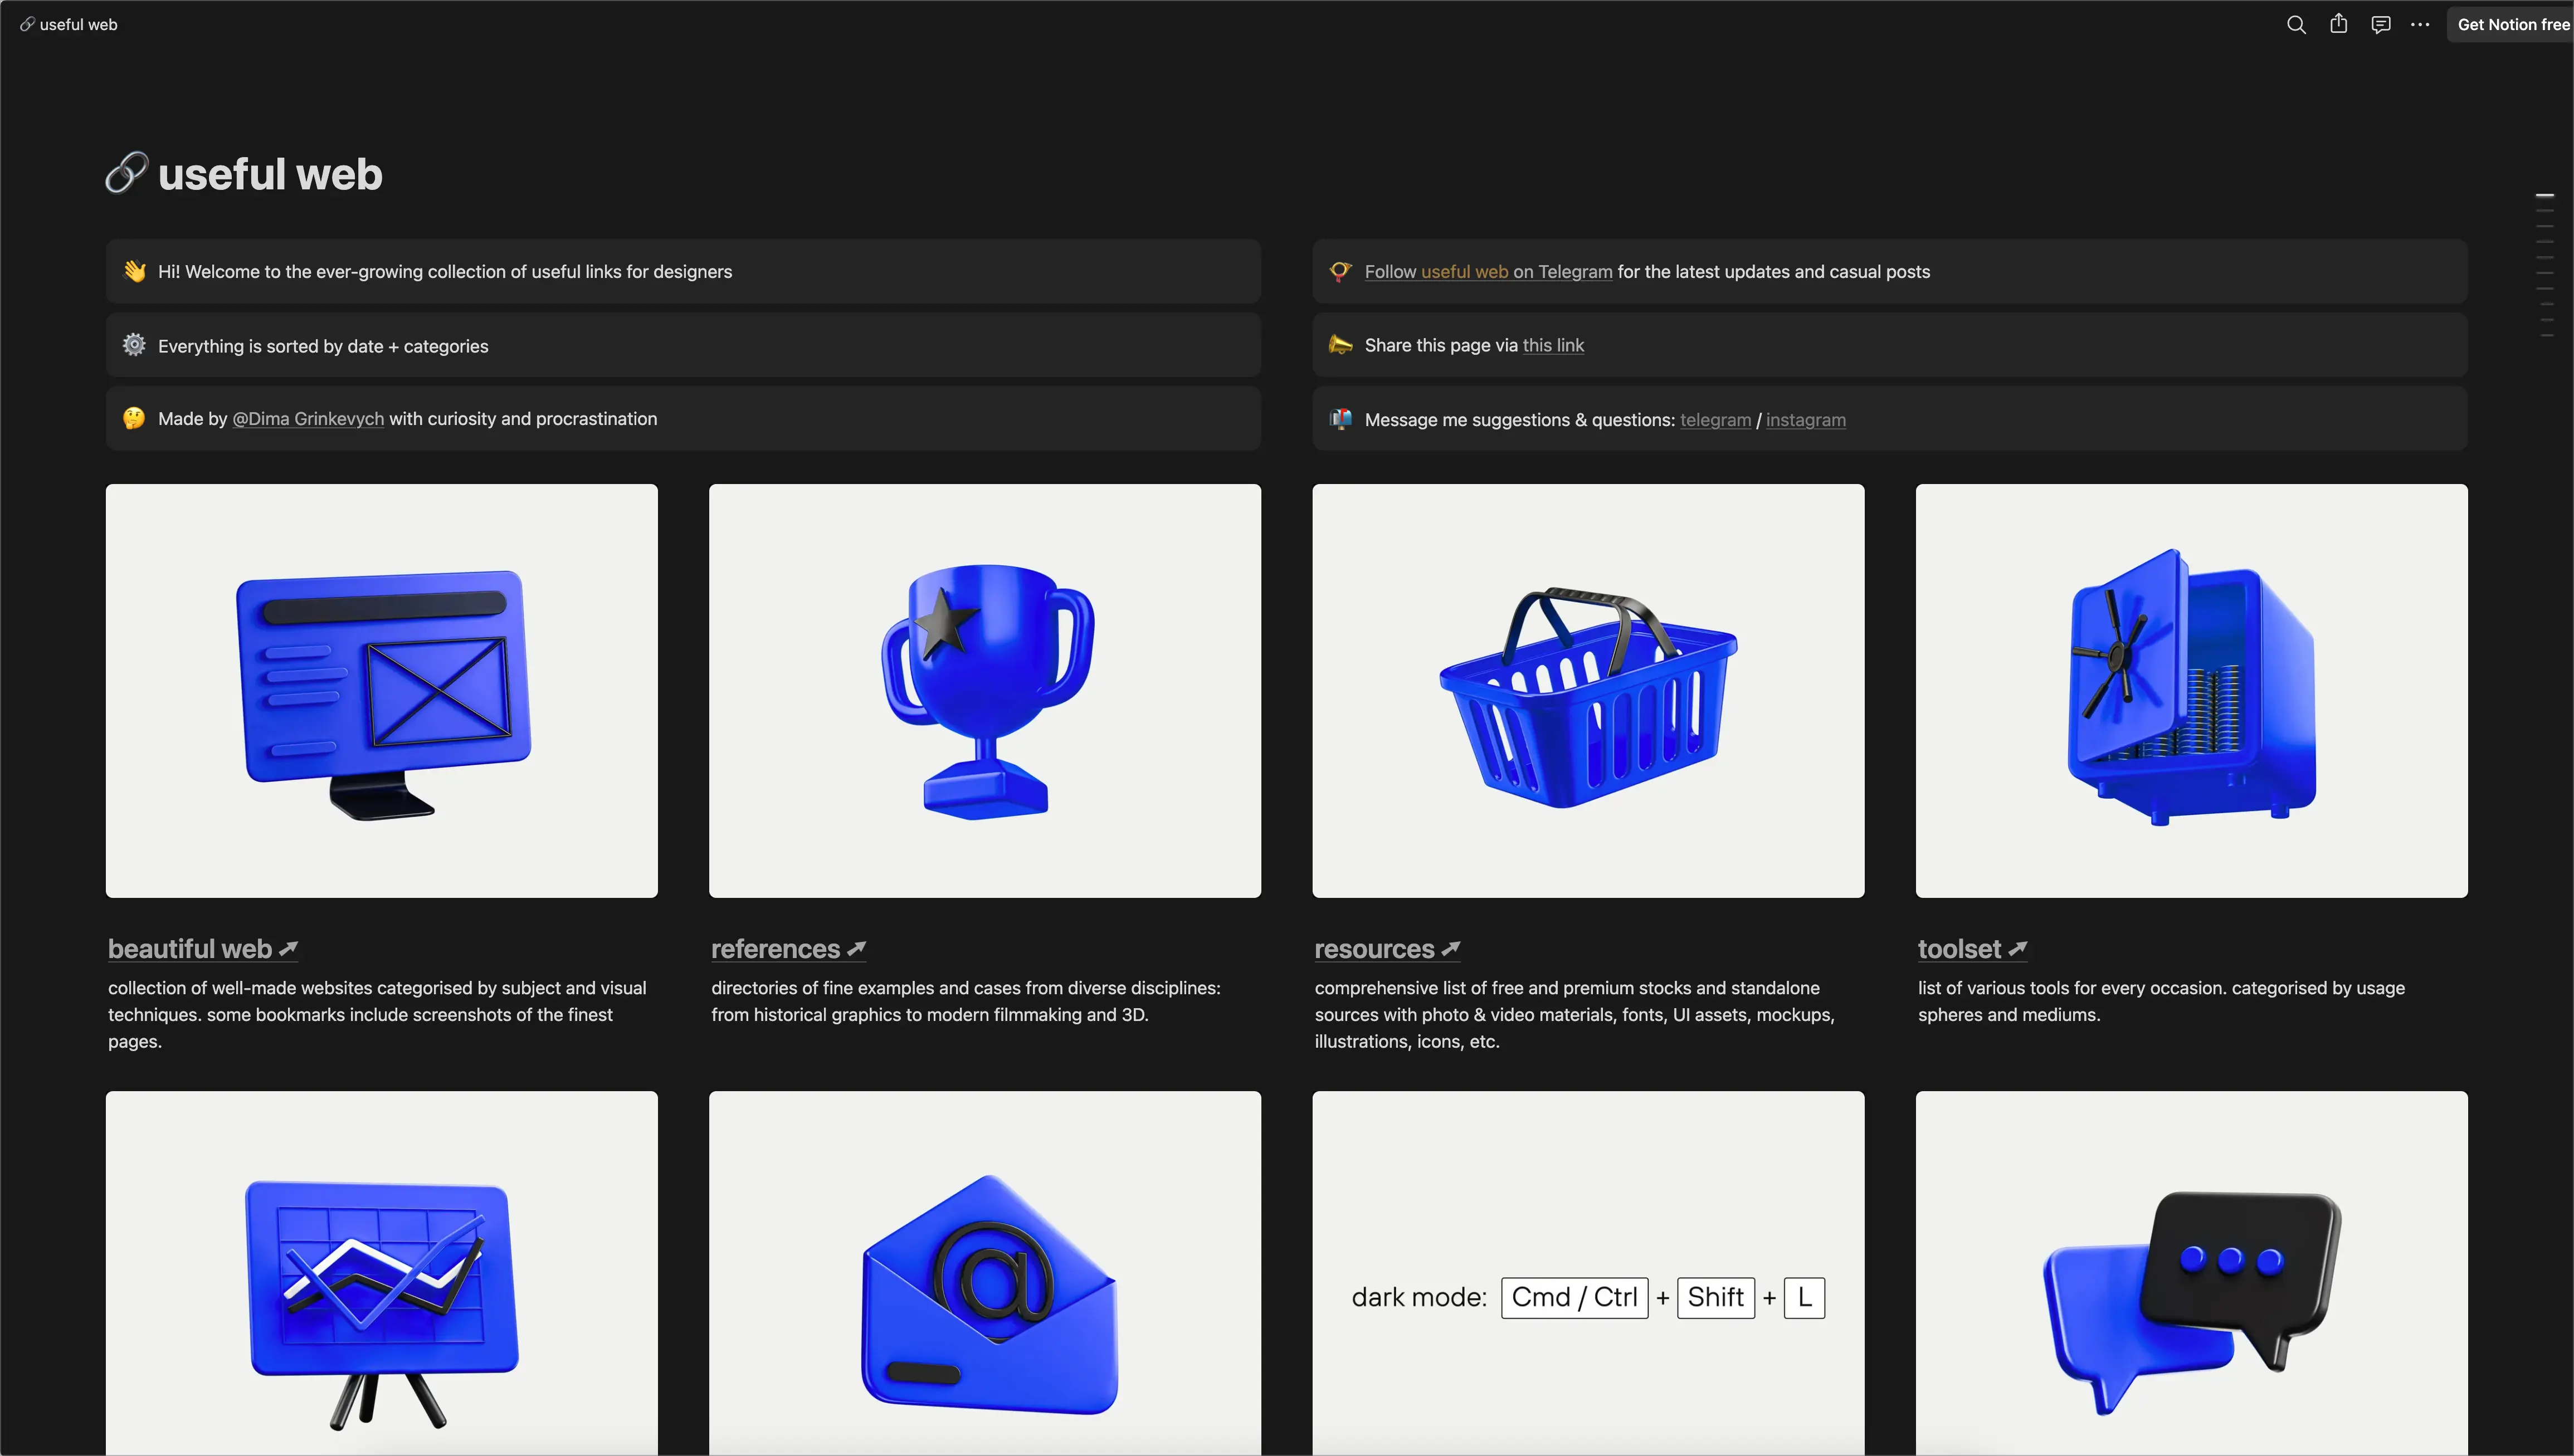 useful web
Get Notion free
useful web
Hi! Welcome to the ever-growing collection of useful links for designers
Everything is sorted by date + categories
Made by @Dima Grinkevych with curiosity and procrastination
Follow useful web on Telegram for the latest updates and casual posts
Share this page via this link
Message me suggestions & questions: telegram / instagram
beautiful web ↗
collection of well-made websites categorised by subject and visual
techniques. some bookmarks include screenshots of the finest
pages.
references ↗
directories of fine examples and cases from diverse disciplines:
from historical graphics to modern filmmaking and 3D.
resources ↗
comprehensive list of free and premium stocks and standalone
sources with photo & video materials, fonts, UI assets, mockups,
illustrations, icons, etc.
toolset ↗
list of various tools for every occasion. categorised by usage
spheres and mediums.
@
dark mode: Cmd / Ctrl + Shift + L